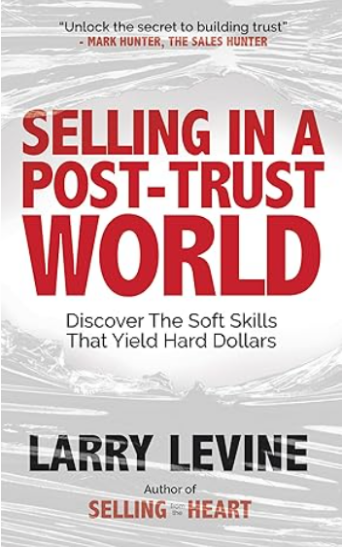 "Unlock the secret to building trust"
- MARK HUNTER, THE SALES HUNTER
SELLING IN A
POST-TRUST
WORLD
Discover The Soft Skills
That Yield Hard Dollars
LARRY LEVINE
Author of
SELLING from the HEART